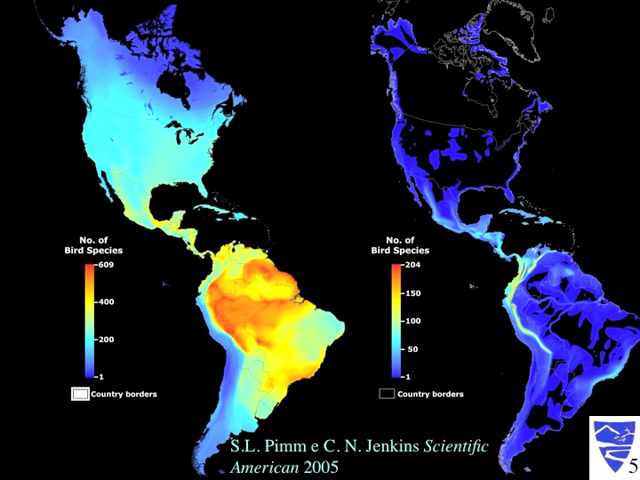 No. of
Bird Species
609
400
200
1
Country borders
No. of
Bird Species
204
150
100
50
1
Country borders
S.L. Pimm e C. N. Jenkins Scientific
American 2005
5